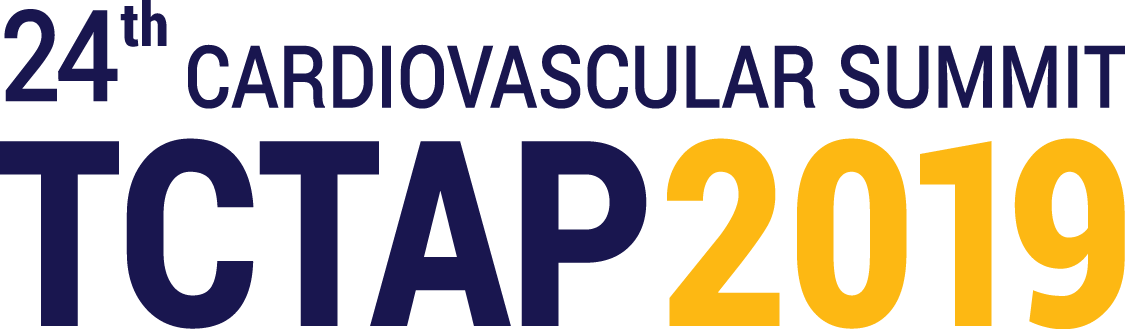 24th CARDIOVASCULAR SUMMIT
TCTAP2019